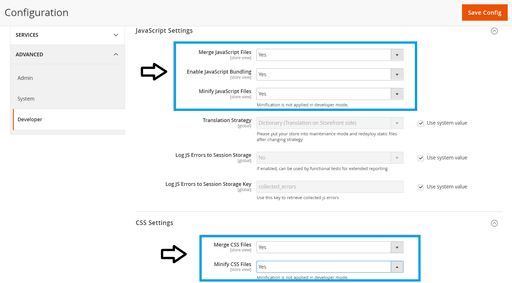 Configuration
Save Config
SERVICES
ADVANCED
Admin
System
Developer
JavaScript Settings
Merge JavaScript Files
[store view]
Yes
Enable JavaScript Bundling
[store view]
Yes
Minify JavaScript Files
[store view]
Yes
Minification is not applied in developer mode.
Translation Strategy
[global]
Dictionary (Translation on Storefront side)
Use system value
Please put your store into maintenance mode and redeploy static files
after changing strategy
Log JS Errors to Session Storage
[global]
No
Use system value
If enabled, can be used by functional tests for extended reporting
Log JS Errors to Session Storage Key
[global]
collected_errors
Use system value
Use this key to retrieve collected js errors
CSS Settings
Merge CSS Files
[store view]
Yes
Minify CSS Files
[store view]
Yes
Minification is not applied in developer mode.